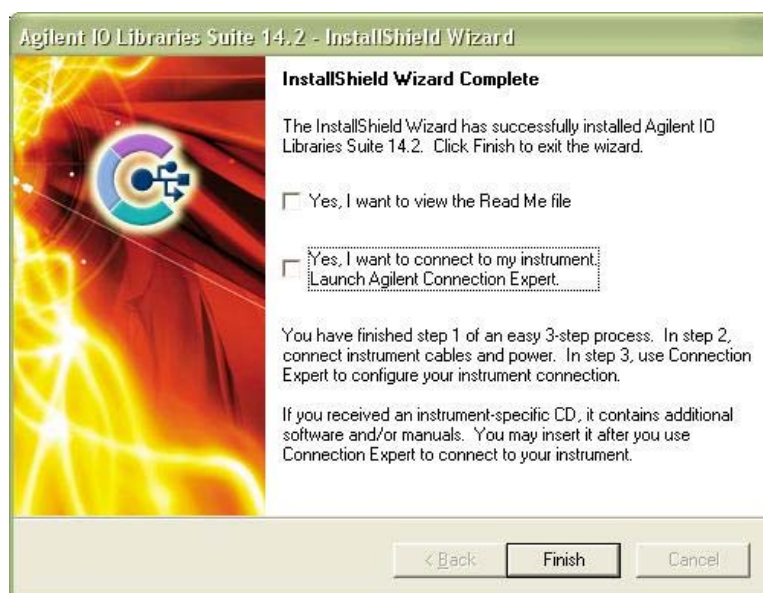 Agilent IO Libraries Suite 14.2 - InstallShield Wizard
InstallShield Wizard Complete
The InstallShield Wizard has successfully installed Agilent IO
Libraries Suite 14.2. Click Finish to exit the wizard.
Yes, I want to view the Read Me file
Yes, I want to connect to my instrument.
Launch Agilent Connection Expert.
You have finished step 1 of an easy 3-step process. In step 2,
connect instrument cables and power. In step 3, use Connection
Expert to configure your instrument connection.
If you received an instrument-specific CD, it contains additional
software and/or manuals. You may insert it after you use
Connection Expert to connect to your instrument.
< Back
Finish
Cancel